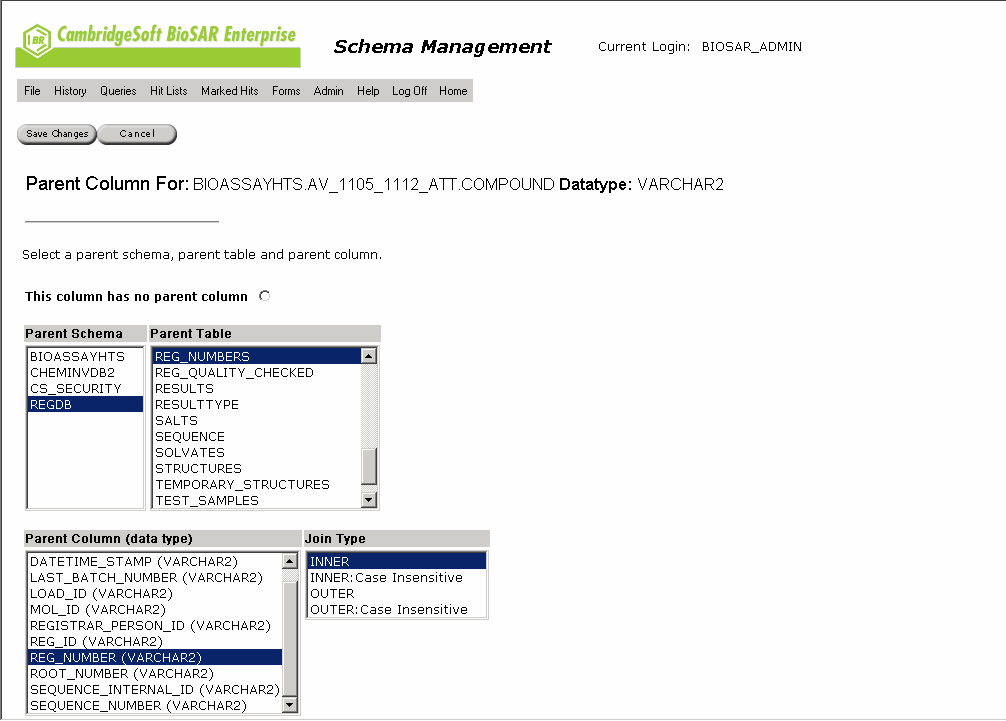 BR CambridgeSoft BioSAR Enterprise
Schema Management
Current Login: BIOSAR_ADMIN
File History Queries Hit Lists Marked Hits Forms Admin Help Log Off Home
Save Changes Cancel
Parent Column For: BIOASSAYHTS.AV_1105_1112_ATT.COMPOUND Datatype: VARCHAR2
Select a parent schema, parent table and parent column.
This column has no parent column
Parent Schema
BIOASSAYHTS
CHEMINVDB2
CS_SECURITY
REGDB
Parent Table
REG_NUMBERS
REG_QUALITY_CHECKED
RESULTS
RESULTTYPE
SALTS
SEQUENCE
SOLVATES
STRUCTURES
TEMPORARY_STRUCTURES
TEST_SAMPLES
Parent Column (data type)
DATETIME_STAMP (VARCHAR2)
LAST_BATCH_NUMBER (VARCHAR2)
LOAD_ID (VARCHAR2)
MOL_ID (VARCHAR2)
REGISTRAR_PERSON_ID (VARCHAR2)
REG_ID (VARCHAR2)
REG_NUMBER (VARCHAR2)
ROOT_NUMBER (VARCHAR2)
SEQUENCE_INTERNAL_ID (VARCHAR2)
SEQUENCE_NUMBER (VARCHAR2)
Join Type
INNER
INNER:Case Insensitive
OUTER
OUTER:Case Insensitive